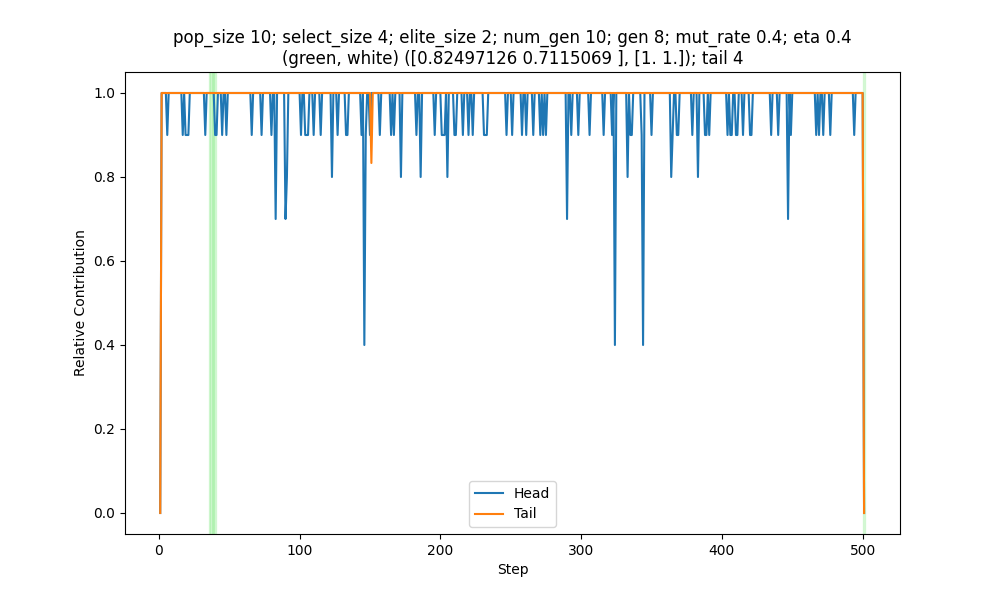 pop_size 10; select_size 4; elite_size 2; num_gen 10; gen 8; mut_rate 0.4; eta 0.4
(green, white) ([0.82497126 0.7115069 ], [1. 1.]); tail 4
Relative Contribution
1.0
0.8
0.6
0.4
0.2
0.0
Head
Tail
0 100 200 300 400 500
Step